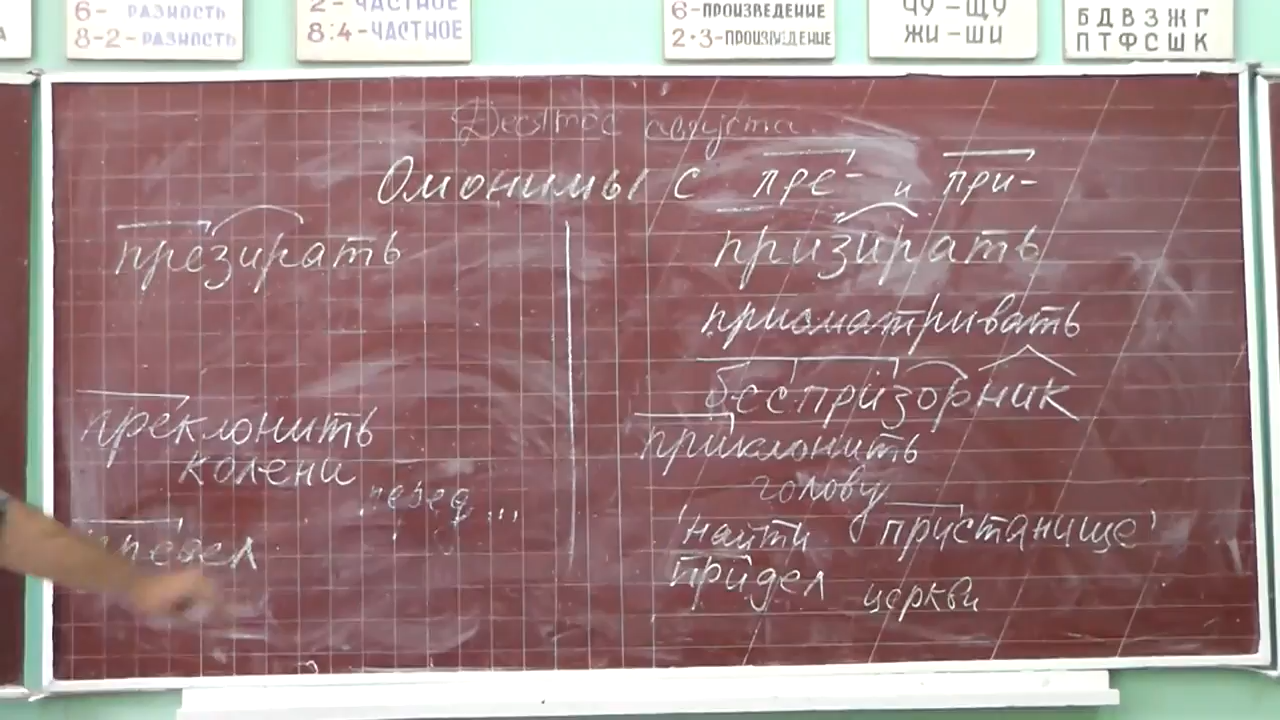 6- РАЗНОСТЬ
8-2- РАЗНОСТЬ
2- ЧАСТНОЕ
8:4- ЧАСТНОЕ
6-ПРОИЗВЕДЕНИЕ
2·3-ПРОИЗВЕДЕНИЕ
ЧУ -ЩУ
ЖИ -ШИ
Б Д В З Ж Г
П Т Ф С Ш К
Десятое августа.
Омонимы с пре- и при-
презирать
преклонить
колени
перед ...
призирать
присматривать
беспризорник
приклонить
голову
'найти пристанище'
придел церкви